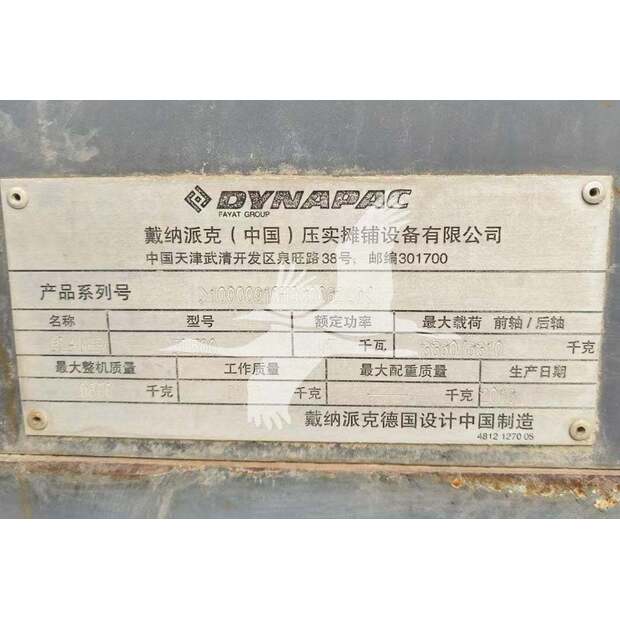 DYNAPAC
FAYAT GROUP
戴纳派克(中国)压实摊铺设备有限公司
中国天津武清开发区泉旺路38号、邮编301700
产品系列号
名称 型号 额定功率 最大载荷 前轴/后轴
千瓦 千克
最大整机质量 工作质量 最大配重质量 生产日期
千克 千克 千克
戴纳派克德国设计中国制造
4812 1270 05